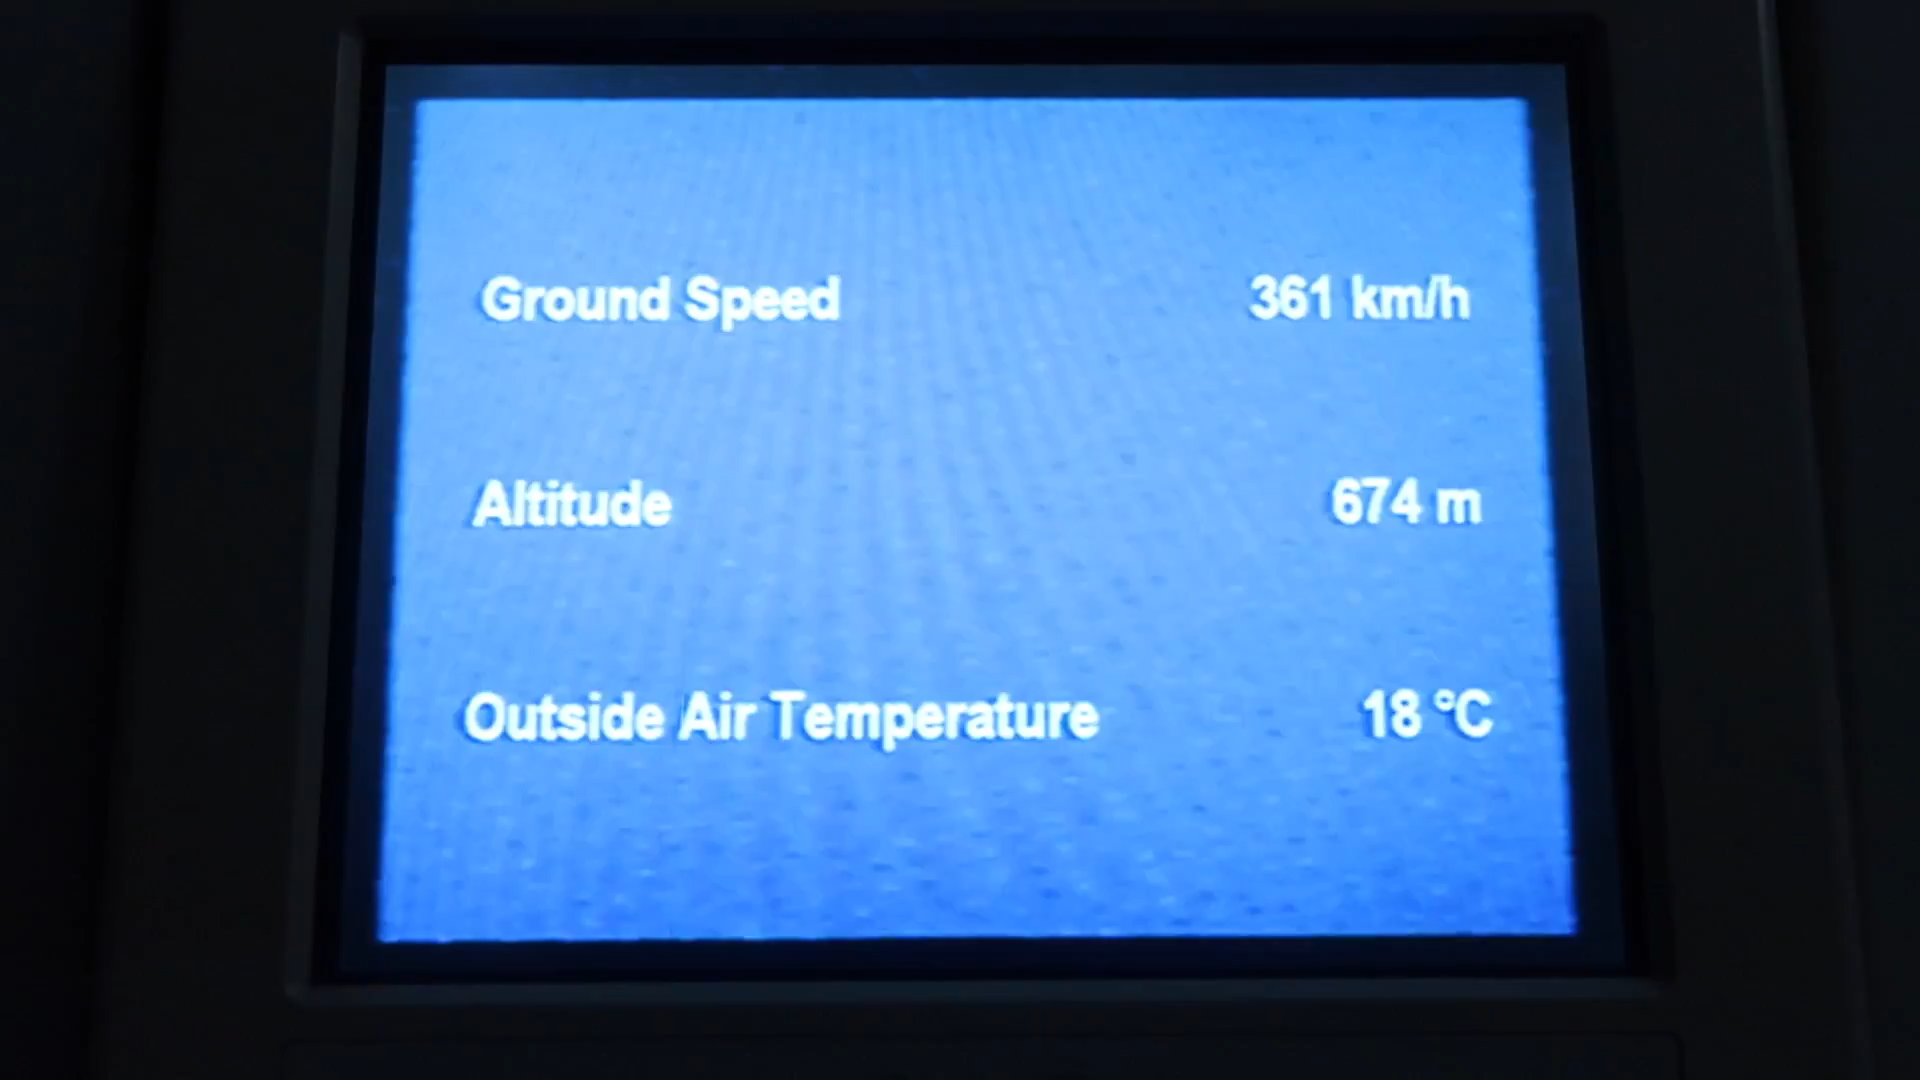 Ground Speed 361 km/h
Altitude 674 m
Outside Air Temperature 18 °C